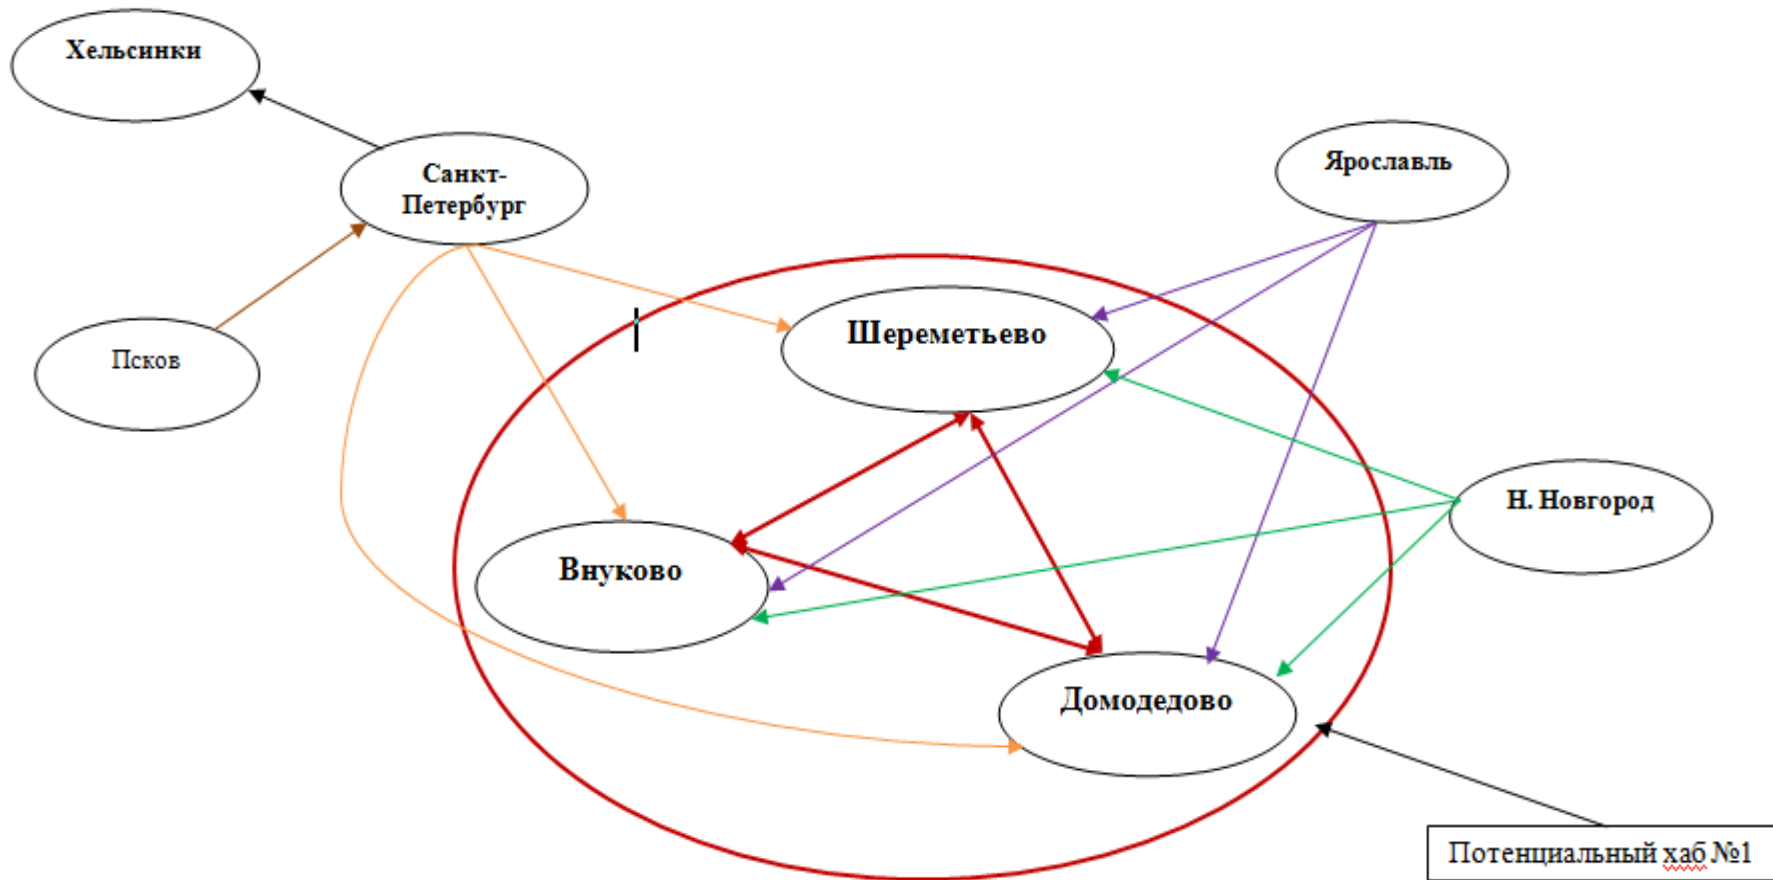 Хельсинки
Санкт-
Петербург
Ярославль
Шереметьево
Псков
Н. Новгород
Внуково
Домодедово
Потенциальный хаб №1